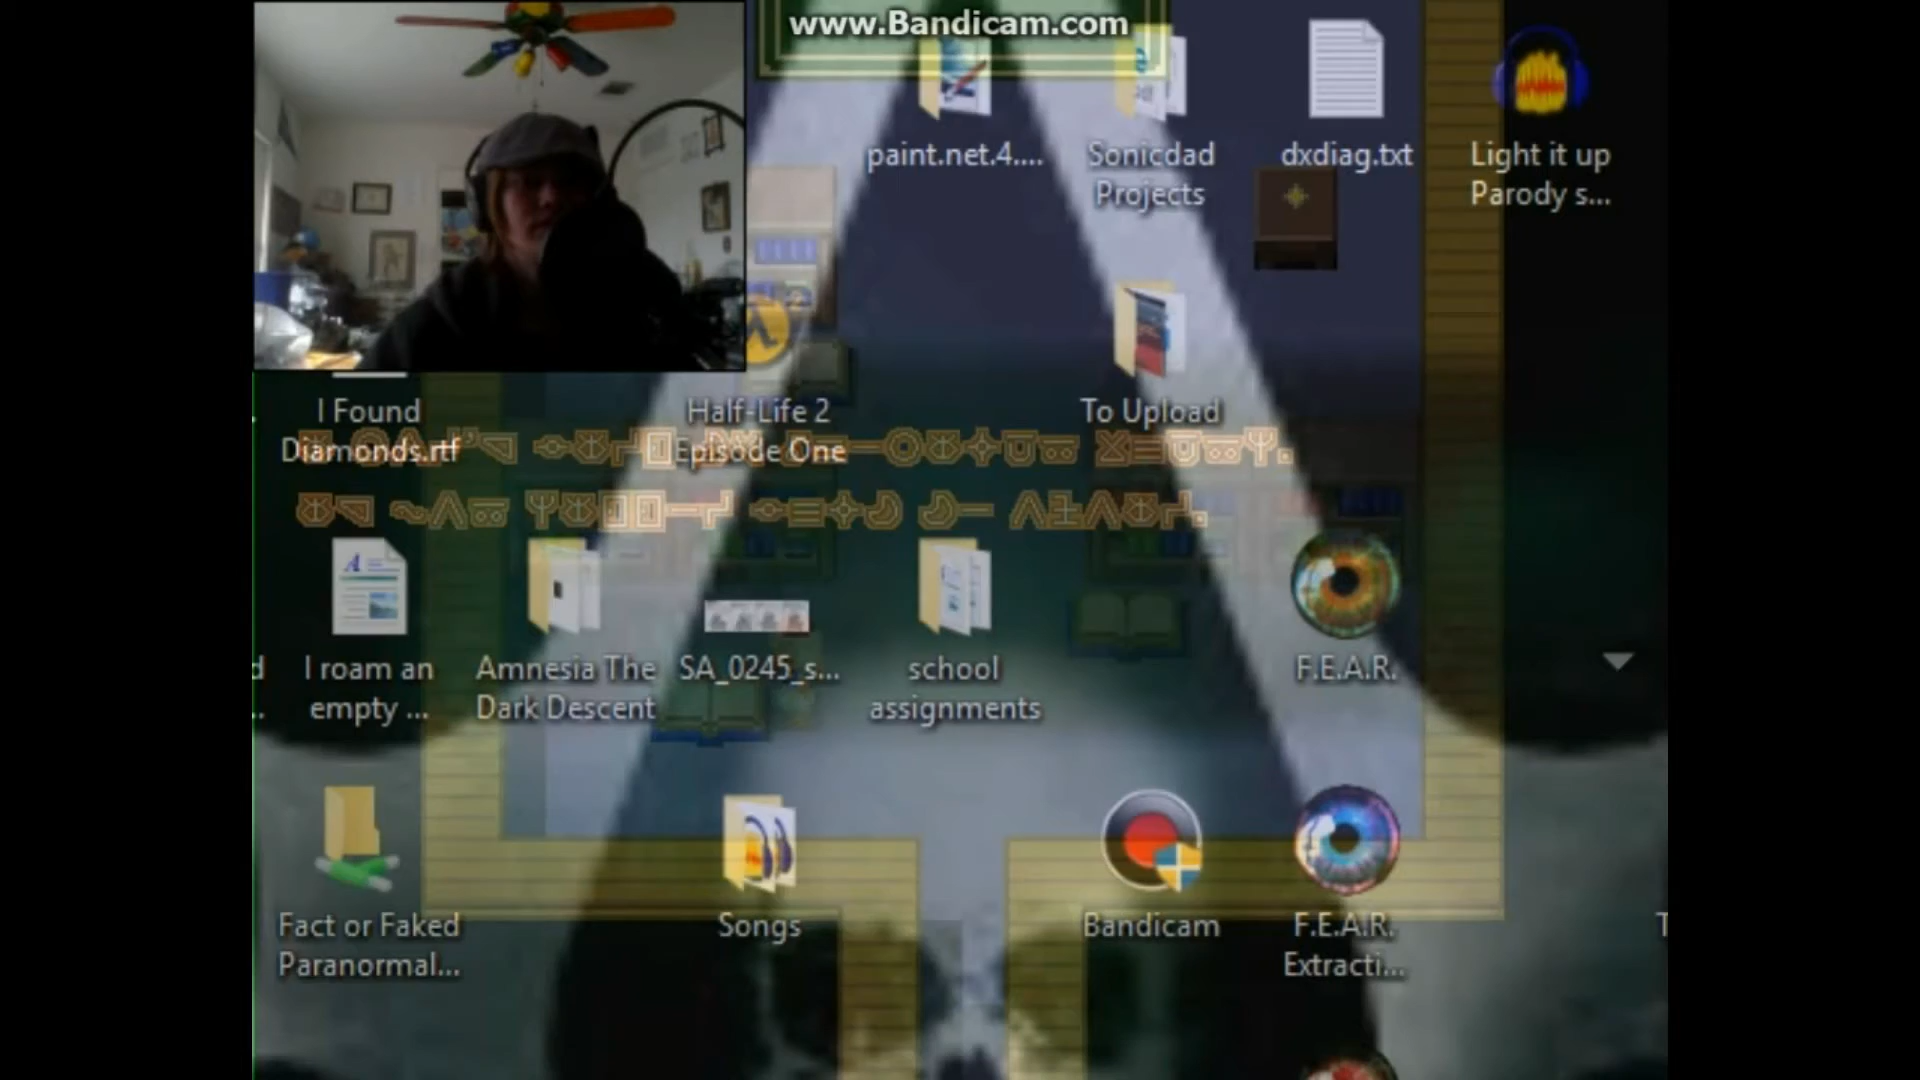 www.Bandicam.com
paint.net.4....
Sonicdad
Projects
dxdiag.txt
Light it up
Parody s...
I Found
Diamonds.rtf
Half-Life 2
Episode One
To Upload
I roam an
empty ...
Amnesia The
Dark Descent
SA_0245_s...
school
assignments
F.E.A.R.
Fact or Faked
Paranormal...
Songs
Bandicam
F.E.A.R.
Extracti...